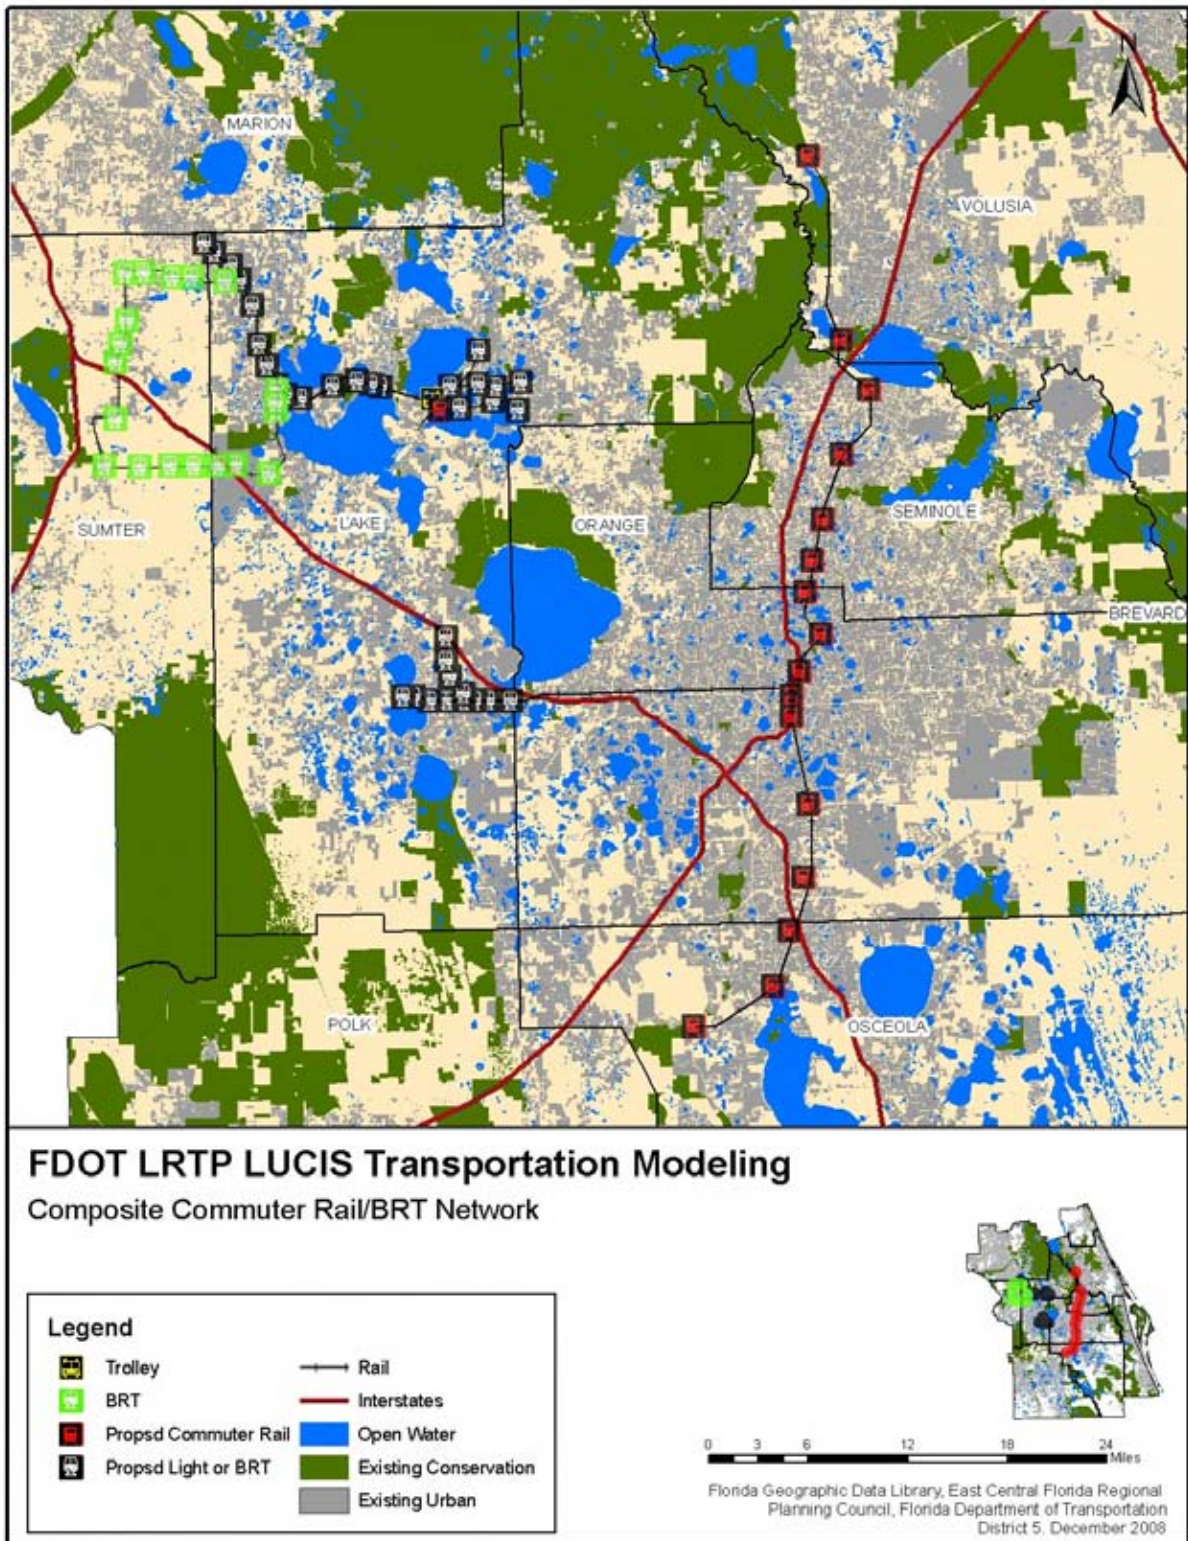 N
MARION
VOLUSIA
SUMTER
LAKE
ORANGE
SEMINOLE
BREVARD
POLK
OSCEOLA
FDOT LRTP LUCIS Transportation Modeling
Composite Commuter Rail/BRT Network
Legend
Trolley
BRT
Propsd Commuter Rail
Propsd Light or BRT
Rail
Interstates
Open Water
Existing Conservation
Existing Urban
0 3 6 12 18 24
Miles
Florida Geographic Data Library, East Central Florida Regional
Planning Council, Florida Department of Transportation
District 5. December 2008